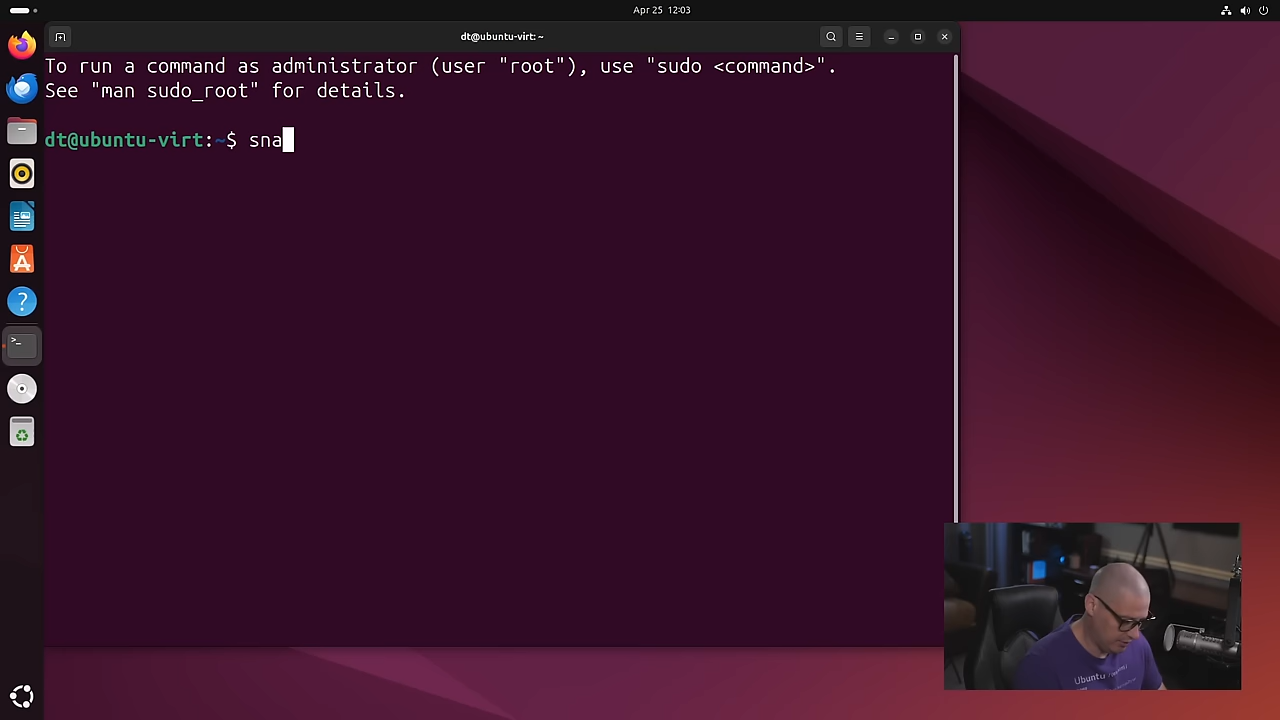 Apr 25 12:03
dt@ubuntu-virt: ~
To run a command as administrator (user "root"), use "sudo <command>".
See "man sudo_root" for details.
dt@ubuntu-virt:~$ sna
Ubuntu